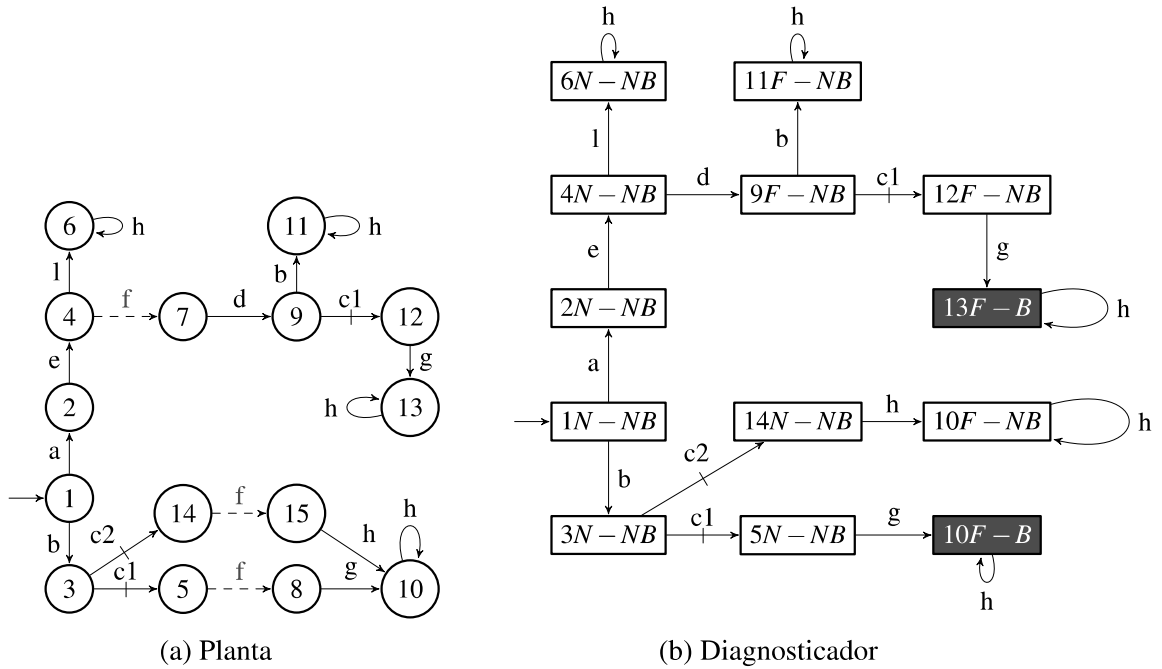 h h
6N − NB 11F − NB
l b
4N − NB d 9F − NB c1 12F − NB
e g
2N − NB 13F − B h
a
1N − NB 14N − NB h 10F − NB h
b c2
3N − NB c1 5N − NB g 10F − B
h
6 h 11 h
l b
4 f 7 d 9 c1 12
e g
2 h 13
a
1 14 f 15 h
b c2 h
3 c1 5 f 8 g 10
(a) Planta
(b) Diagnosticador